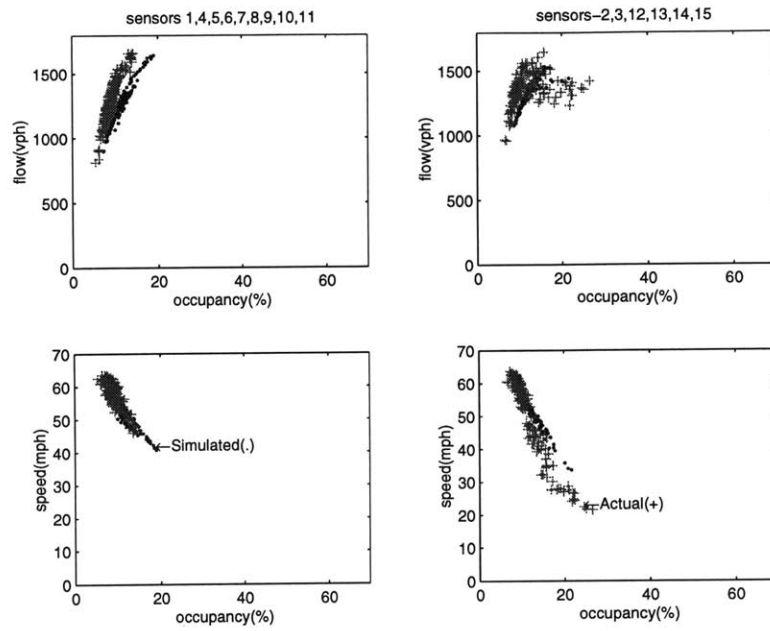 sensors 1,4,5,6,7,8,9,10,11
1500
1000
500
0
flow(vph)
0 20 40 60
occupancy(%)
sensors-2,3,12,13,14,15
1500
1000
500
0
flow(vph)
0 20 40 60
occupancy(%)
70
60
50
40
30
20
10
0
speed(mph)
Simulated(.)
0 20 40 60
occupancy(%)
70
60
50
40
30
20
10
0
speed(mph)
Actual(+)
0 20 40 60
occupancy(%)